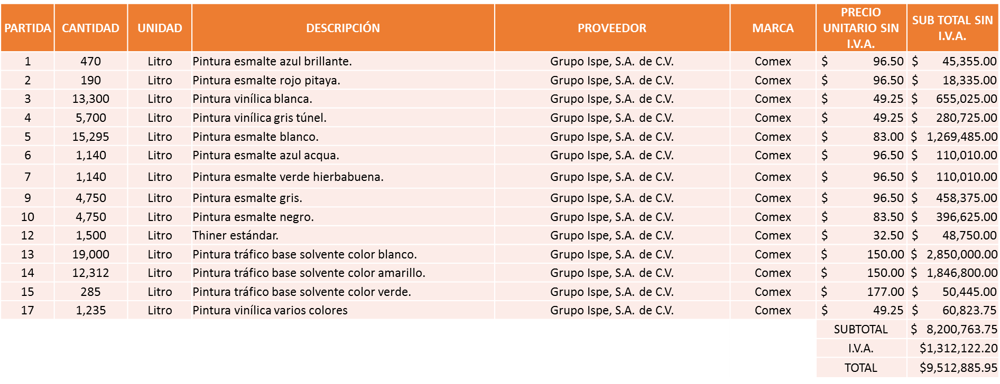 PARTIDA CANTIDAD UNIDAD DESCRIPCIÓN PROVEEDOR MARCA PRECIO UNITARIO SIN I.V.A. SUB TOTAL SIN I.V.A.
1 470 Litro Pintura esmalte azul brillante. Grupo Ispe, S.A. de C.V. Comex $ 96.50 $ 45,355.00
2 190 Litro Pintura esmalte rojo pitaya. Grupo Ispe, S.A. de C.V. Comex $ 96.50 $ 18,335.00
3 13,300 Litro Pintura vinílica blanca. Grupo Ispe, S.A. de C.V. Comex $ 49.25 $ 655,025.00
4 5,700 Litro Pintura vinílica gris túnel. Grupo Ispe, S.A. de C.V. Comex $ 49.25 $ 280,725.00
5 15,295 Litro Pintura esmalte blanco. Grupo Ispe, S.A. de C.V. Comex $ 83.00 $ 1,269,485.00
6 1,140 Litro Pintura esmalte azul acqua. Grupo Ispe, S.A. de C.V. Comex $ 96.50 $ 110,010.00
7 1,140 Litro Pintura esmalte verde hierbabuena. Grupo Ispe, S.A. de C.V. Comex $ 96.50 $ 110,010.00
9 4,750 Litro Pintura esmalte gris. Grupo Ispe, S.A. de C.V. Comex $ 96.50 $ 458,375.00
10 4,750 Litro Pintura esmalte negro. Grupo Ispe, S.A. de C.V. Comex $ 83.50 $ 396,625.00
12 1,500 Litro Thiner estándar. Grupo Ispe, S.A. de C.V. Comex $ 32.50 $ 48,750.00
13 19,000 Litro Pintura tráfico base solvente color blanco. Grupo Ispe, S.A. de C.V. Comex $ 150.00 $ 2,850,000.00
14 12,312 Litro Pintura tráfico base solvente color amarillo. Grupo Ispe, S.A. de C.V. Comex $ 150.00 $ 1,846,800.00
15 285 Litro Pintura tráfico base solvente color verde. Grupo Ispe, S.A. de C.V. Comex $ 177.00 $ 50,445.00
17 1,235 Litro Pintura vinílica varios colores Grupo Ispe, S.A. de C.V. Comex $ 49.25 $ 60,823.75
SUBTOTAL $ 8,200,763.75
I.V.A. $1,312,122.20
TOTAL $9,512,885.95